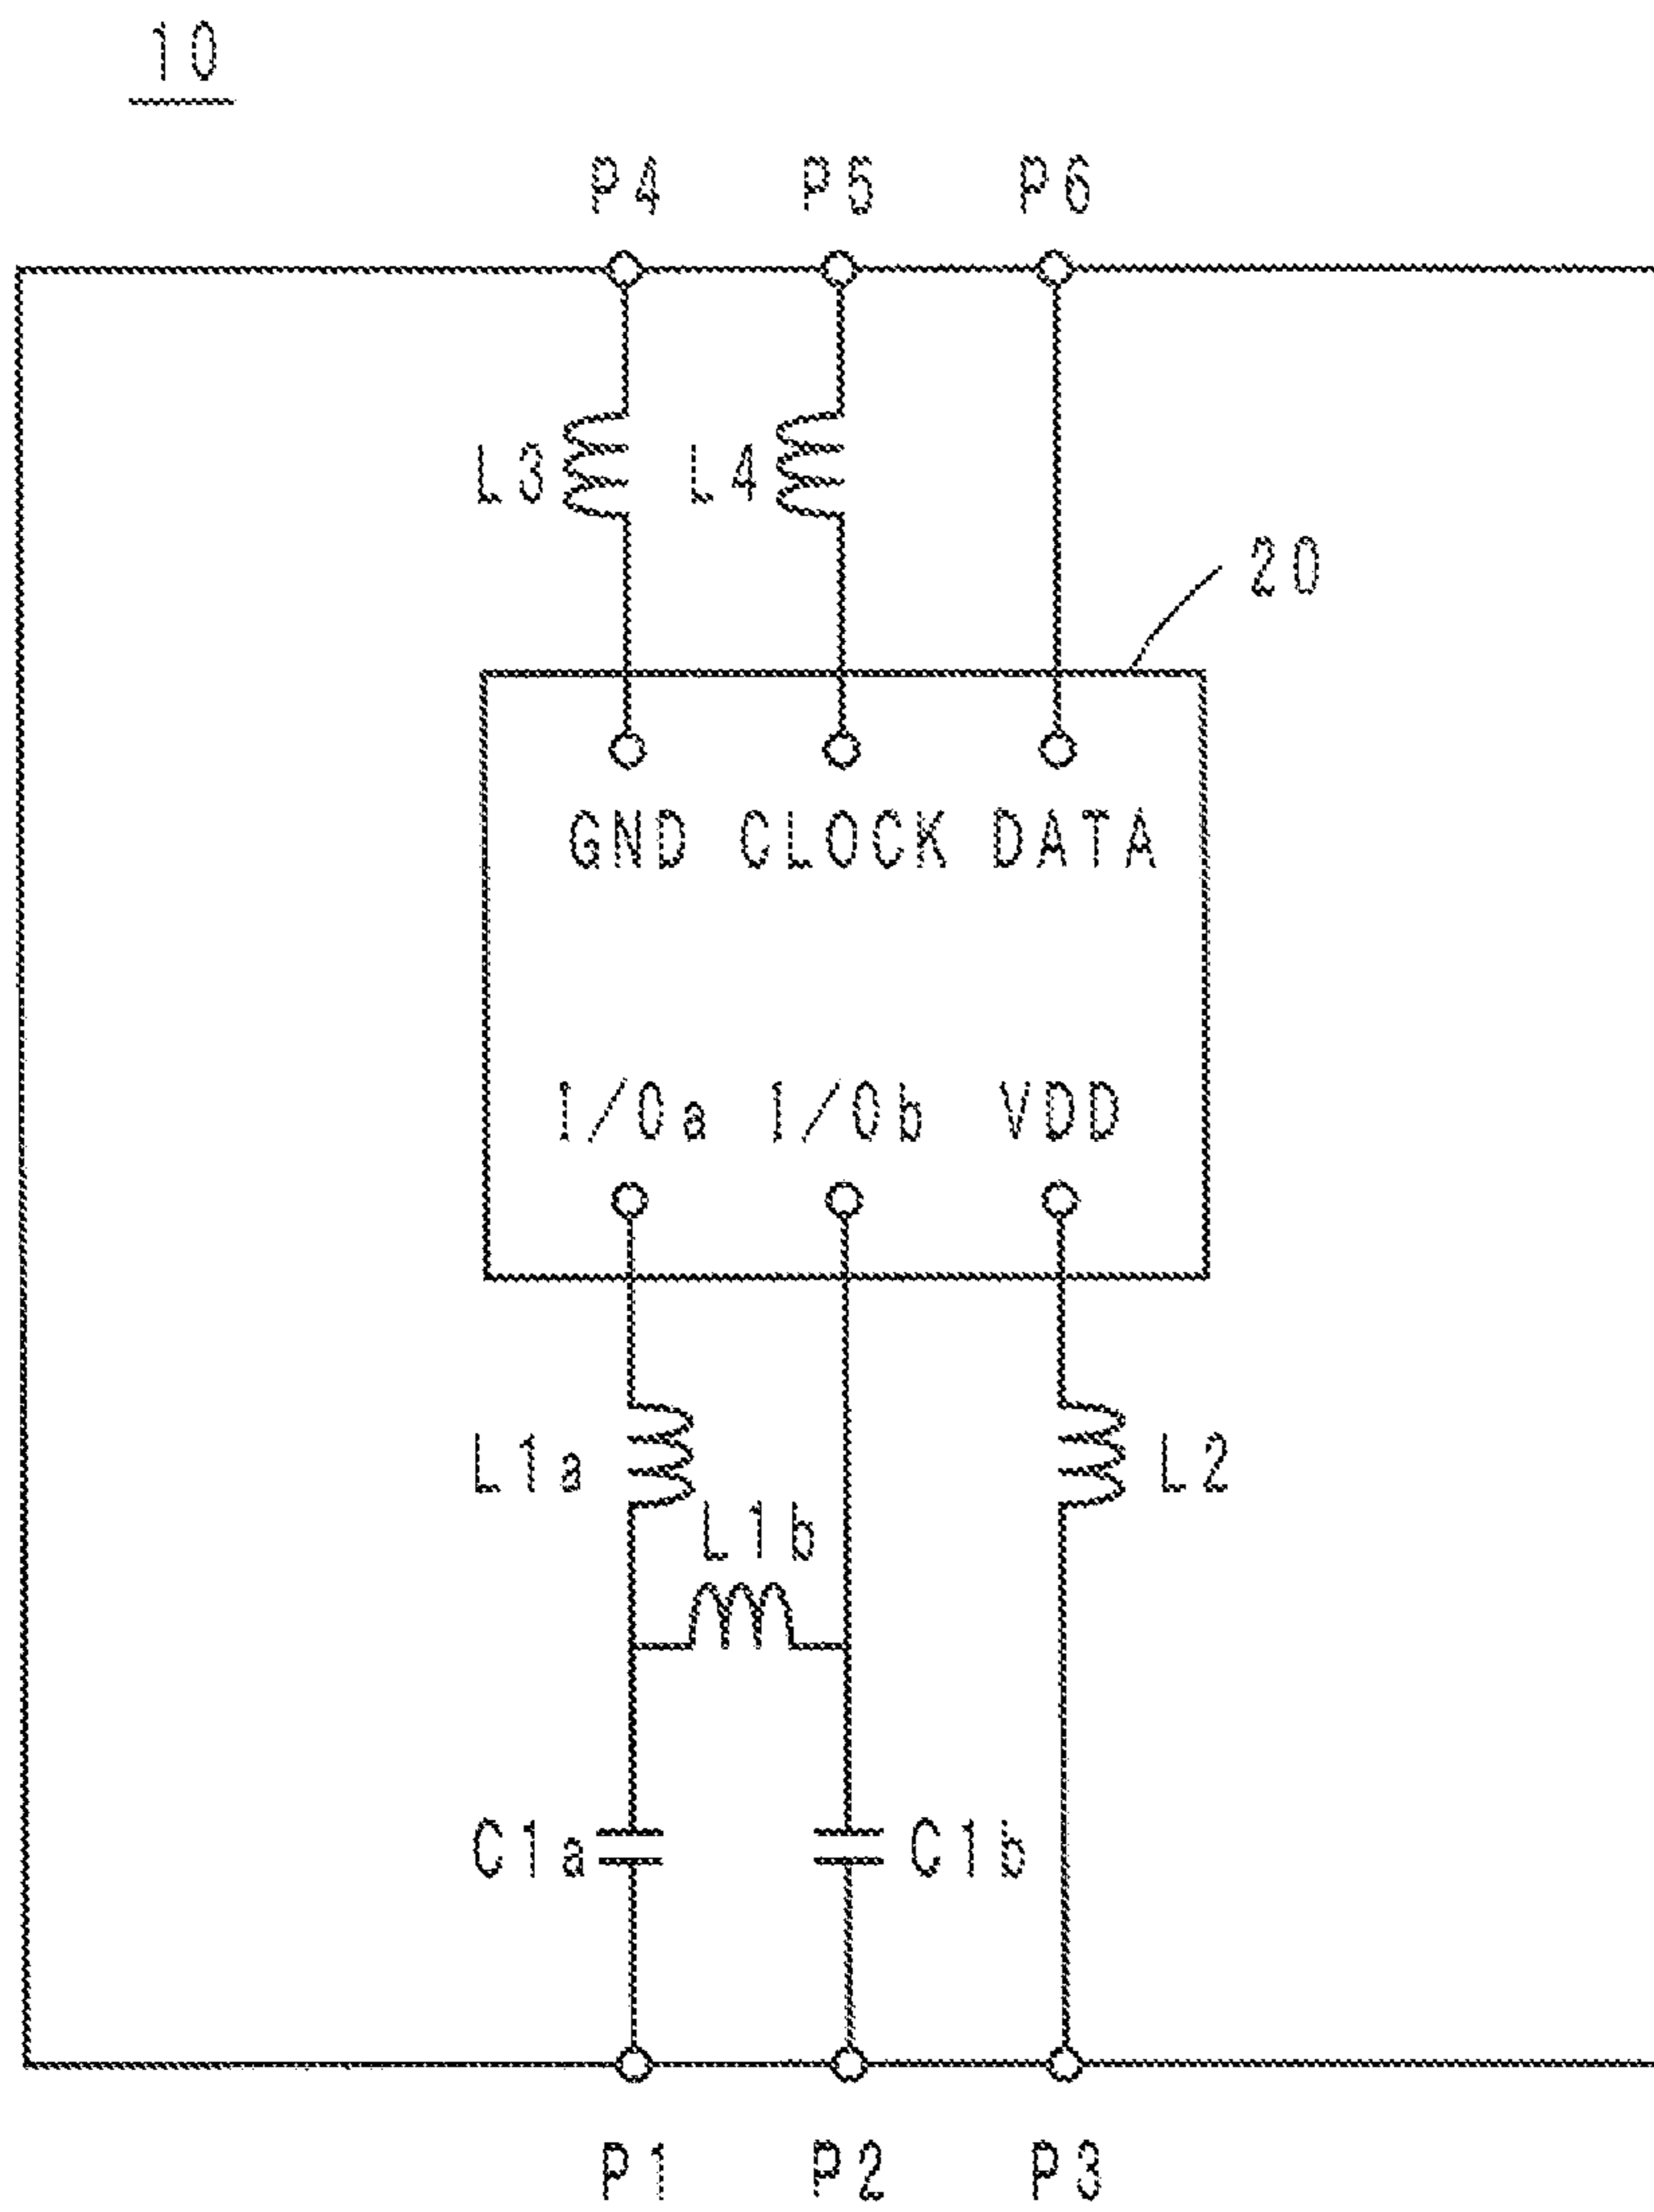 10
P4 P5 P6
L3 L4
20
GND CLOCK DATA
I/Oa I/Ob VDD
L1a L2
L1b
C1a C1b
P1 P2 P3